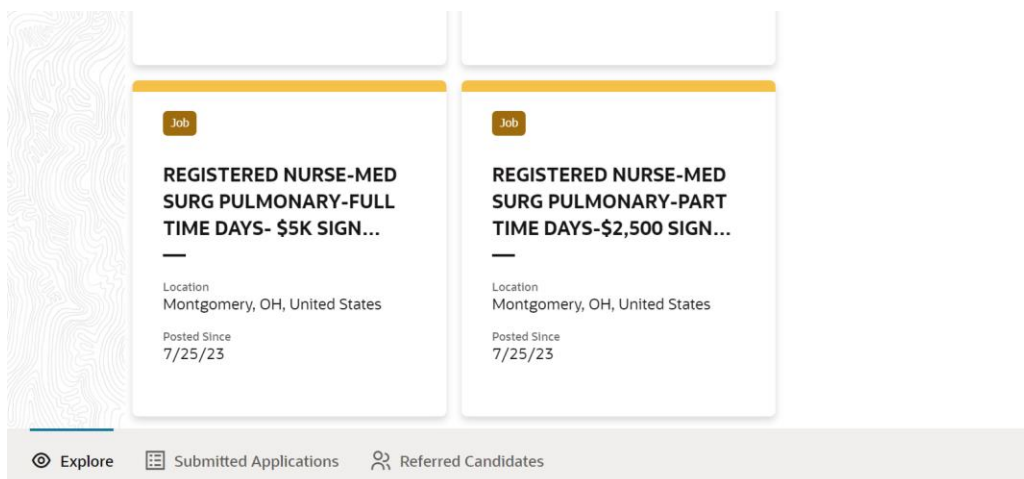 Job
REGISTERED NURSE-MED
SURG PULMONARY-FULL
TIME DAYS- $5K SIGN...
Location
Montgomery, OH, United States
Posted Since
7/25/23
Job
REGISTERED NURSE-MED
SURG PULMONARY-PART
TIME DAYS-$2,500 SIGN...
Location
Montgomery, OH, United States
Posted Since
7/25/23
Explore
Submitted Applications
Referred Candidates